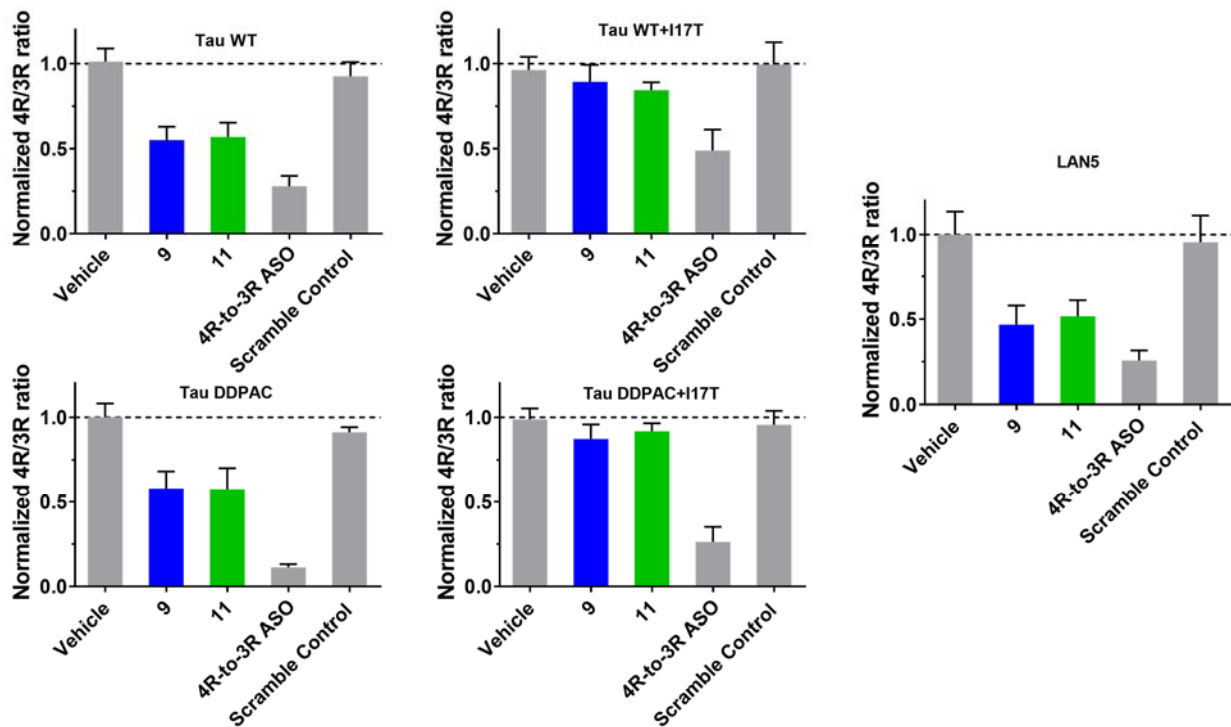 Tau WT
Normalized 4R/3R ratio
1.0
0.5
0.0
Vehicle
9
11
4R-to-3R ASO
Scramble Control
Tau WT+I17T
Normalized 4R/3R ratio
1.0
0.5
0.0
Vehicle
9
11
4R-to-3R ASO
Scramble Control
Tau DDPAC
Normalized 4R/3R ratio
1.0
0.5
0.0
Vehicle
9
11
4R-to-3R ASO
Scramble Control
Tau DDPAC+I17T
Normalized 4R/3R ratio
1.0
0.5
0.0
Vehicle
9
11
4R-to-3R ASO
Scramble Control
LAN5
Normalized 4R/3R ratio
1.0
0.5
0.0
Vehicle
9
11
4R-to-3R ASO
Scramble Control